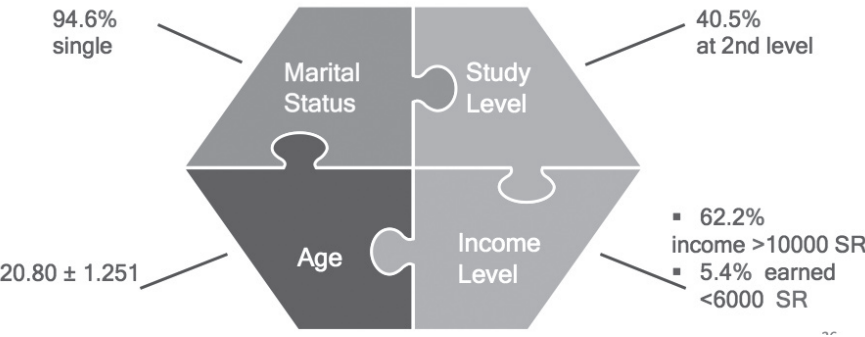 94.6%
single
Marital
Status
Study
Level
40.5%
at 2nd level
20.80 ± 1.251
Age
Income
Level
▪ 62.2%
income >10000 SR
▪ 5.4% earned
<6000 SR